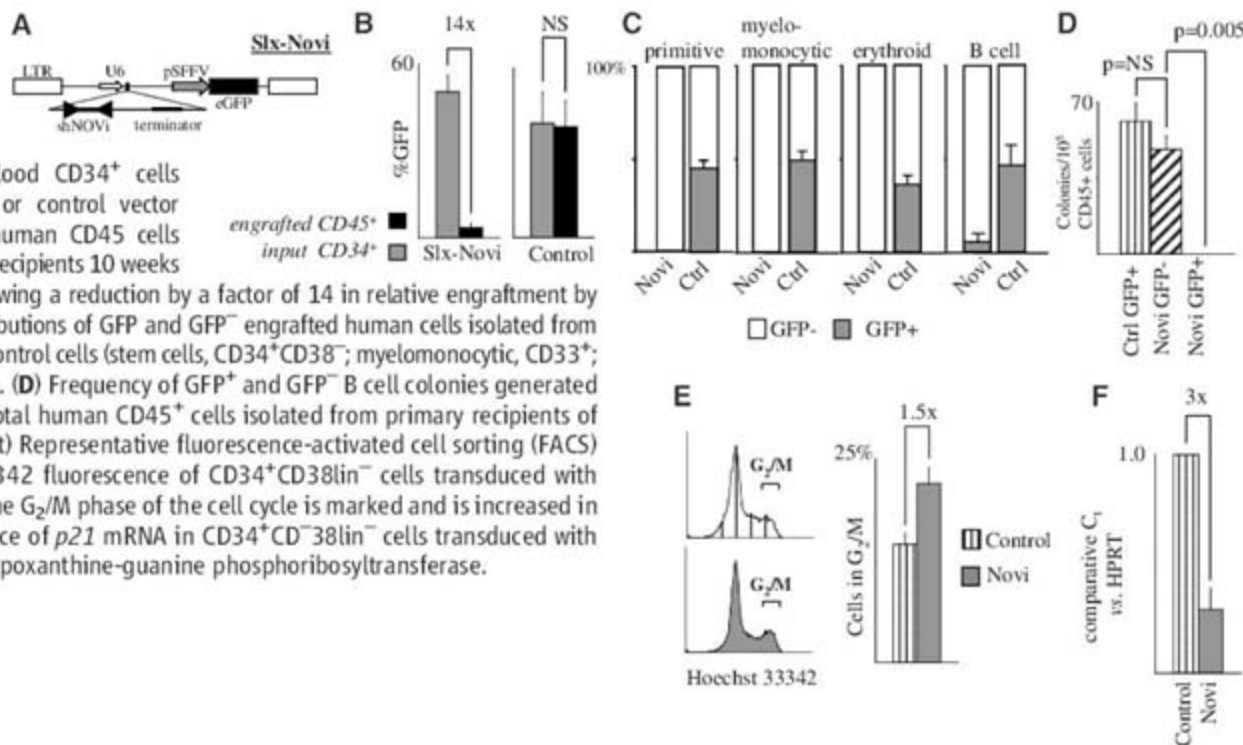 A
Slx-Novi
LTR
U6
pSFFV
eGFP
shNOVi
terminator
B
14x
NS
60
%GFP
engrafted CD45+
input CD34+
Slx-Novi
Control
C
primitive
myelo-
monocytic
erythroid
B cell
100%
Novi
Ctrl
Novi
Ctrl
Novi
Ctrl
Novi
Ctrl
GFP-
GFP+
D
p=0.005
p=NS
70
Colonies/10⁵
CD45+ cells
Ctrl GFP+
Novi GFP-
Novi GFP+
lood CD34⁺ cells
or control vector
uman CD45 cells
ecipients 10 weeks
wing a reduction by a factor of 14 in relative engraftment by
butions of GFP and GFP⁻ engrafted human cells isolated from
ontrol cells (stem cells, CD34⁺CD38⁻; myelomonocytic, CD33⁺;
. (D) Frequency of GFP⁺ and GFP⁻ B cell colonies generated
otal human CD45⁺ cells isolated from primary recipients of
t) Representative fluorescence-activated cell sorting (FACS)
342 fluorescence of CD34⁺CD38lin⁻ cells transduced with
he G₂/M phase of the cell cycle is marked and is increased in
ce of p21 mRNA in CD34⁺CD⁻38lin⁻ cells transduced with
poxanthine-guanine phosphoribosyltransferase.
E
G₂/M
G₂/M
Hoechst 33342
1.5x
25%
Cells in G₂/M
Control
Novi
F
3x
1.0
comparative Cₜ
vs. HPRT
Control
Novi